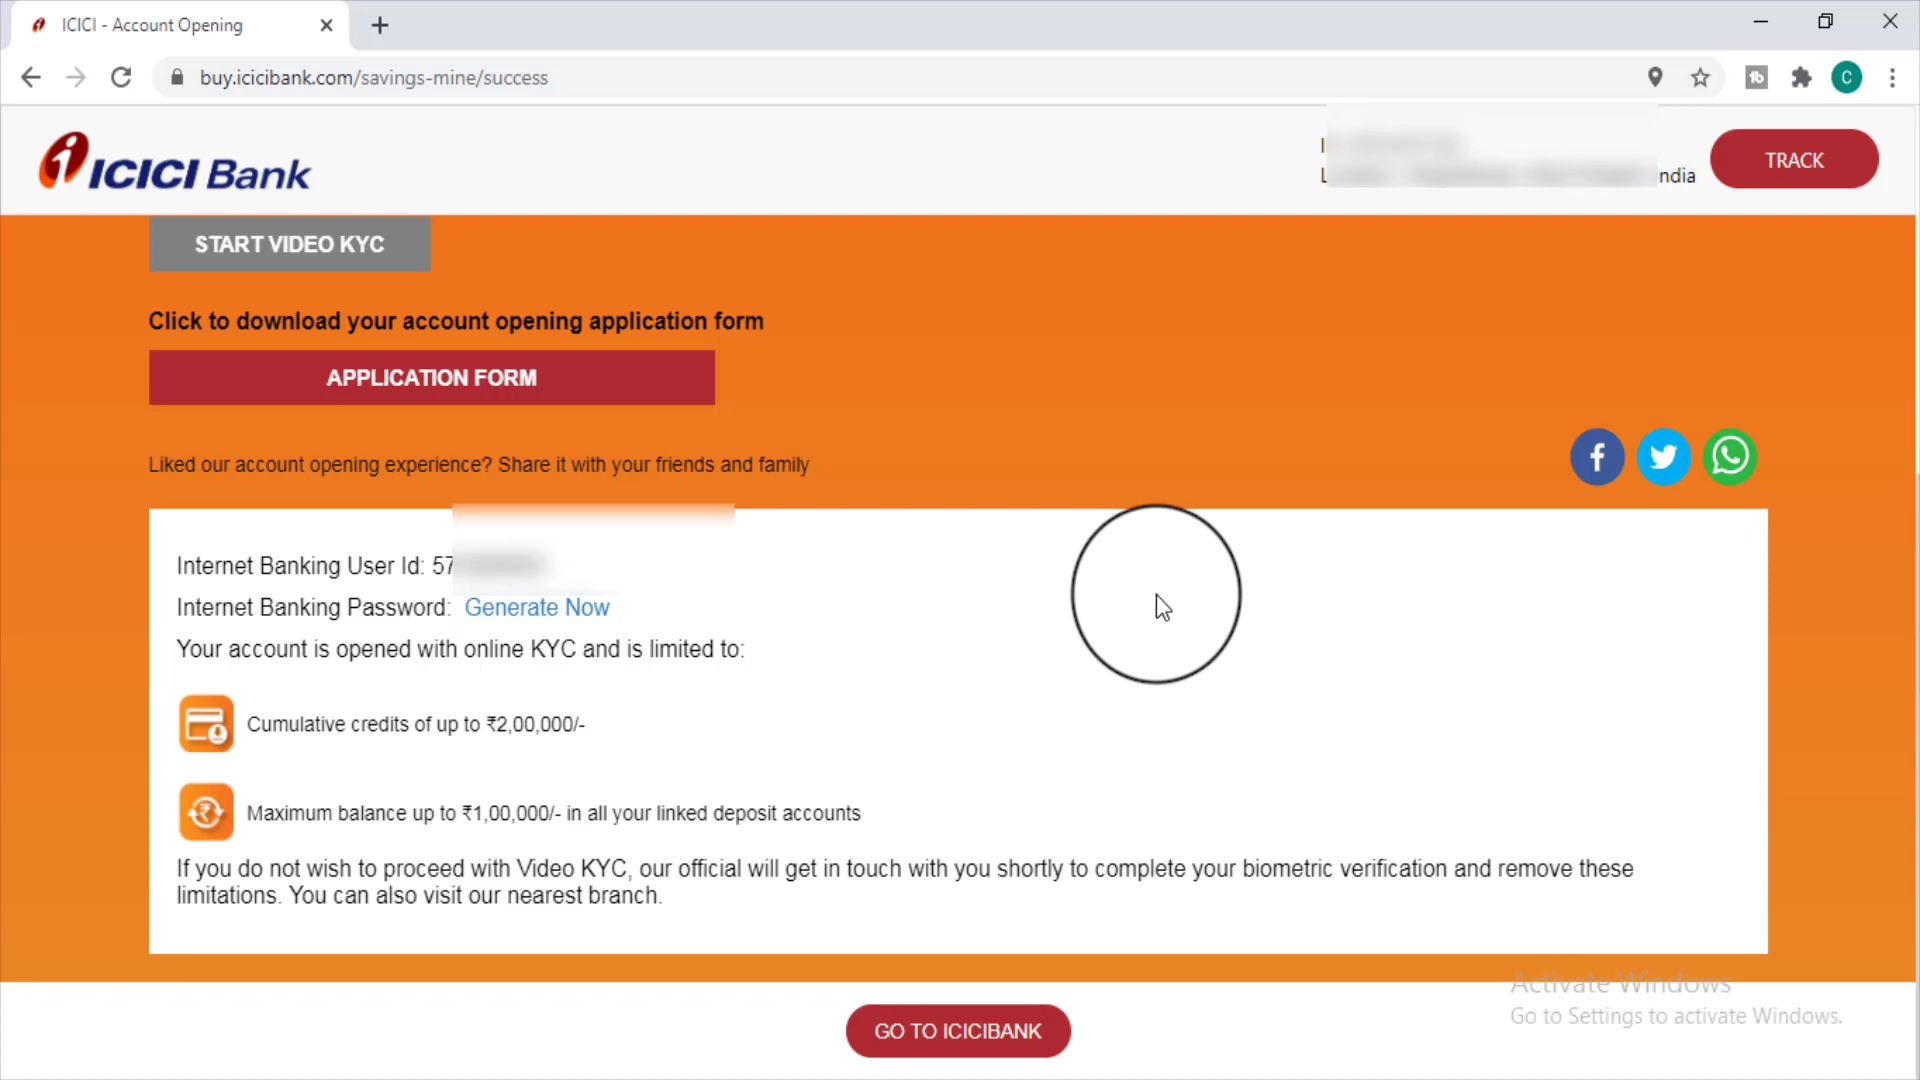 ICICI - Account Opening
buy.icicibank.com/savings-mine/success
C
ICICI Bank
ndia
TRACK
START VIDEO KYC
Click to download your account opening application form
APPLICATION FORM
Liked our account opening experience? Share it with your friends and family
Internet Banking User Id: 57
Internet Banking Password: Generate Now
Your account is opened with online KYC and is limited to:
Cumulative credits of up to ₹2,00,000/-
Maximum balance up to ₹1,00,000/- in all your linked deposit accounts
If you do not wish to proceed with Video KYC, our official will get in touch with you shortly to complete your biometric verification and remove these
limitations. You can also visit our nearest branch.
Activate Windows
Go to Settings to activate Windows.
GO TO ICICIBANK